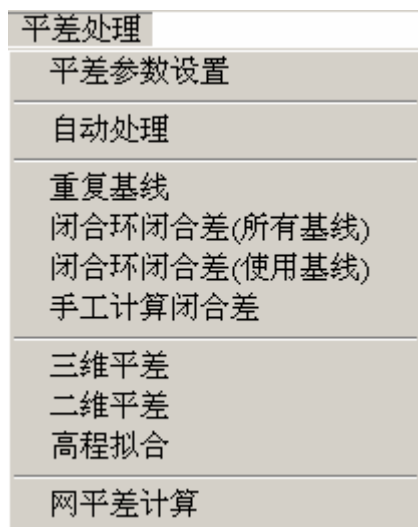 平差处理
平差参数设置
自动处理
重复基线
闭合环闭合差(所有基线)
闭合环闭合差(使用基线)
手工计算闭合差
三维平差
二维平差
高程拟合
网平差计算